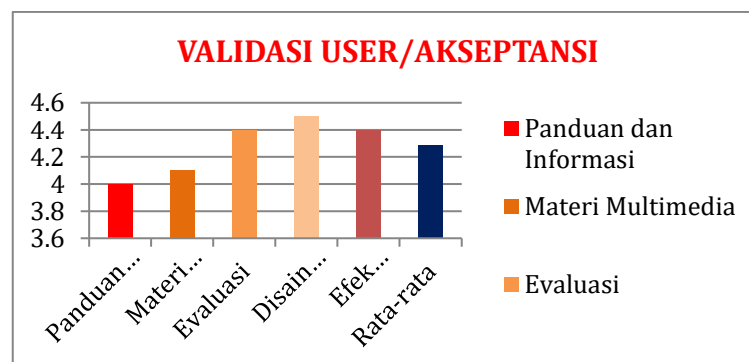 VALIDASI USER/AKSEPTANSI
4.6
4.4
4.2
4
3.8
3.6
Panduan...
Materi...
Evaluasi
Disain...
Efek...
Rata-rata
Panduan dan
Informasi
Materi Multimedia
Evaluasi